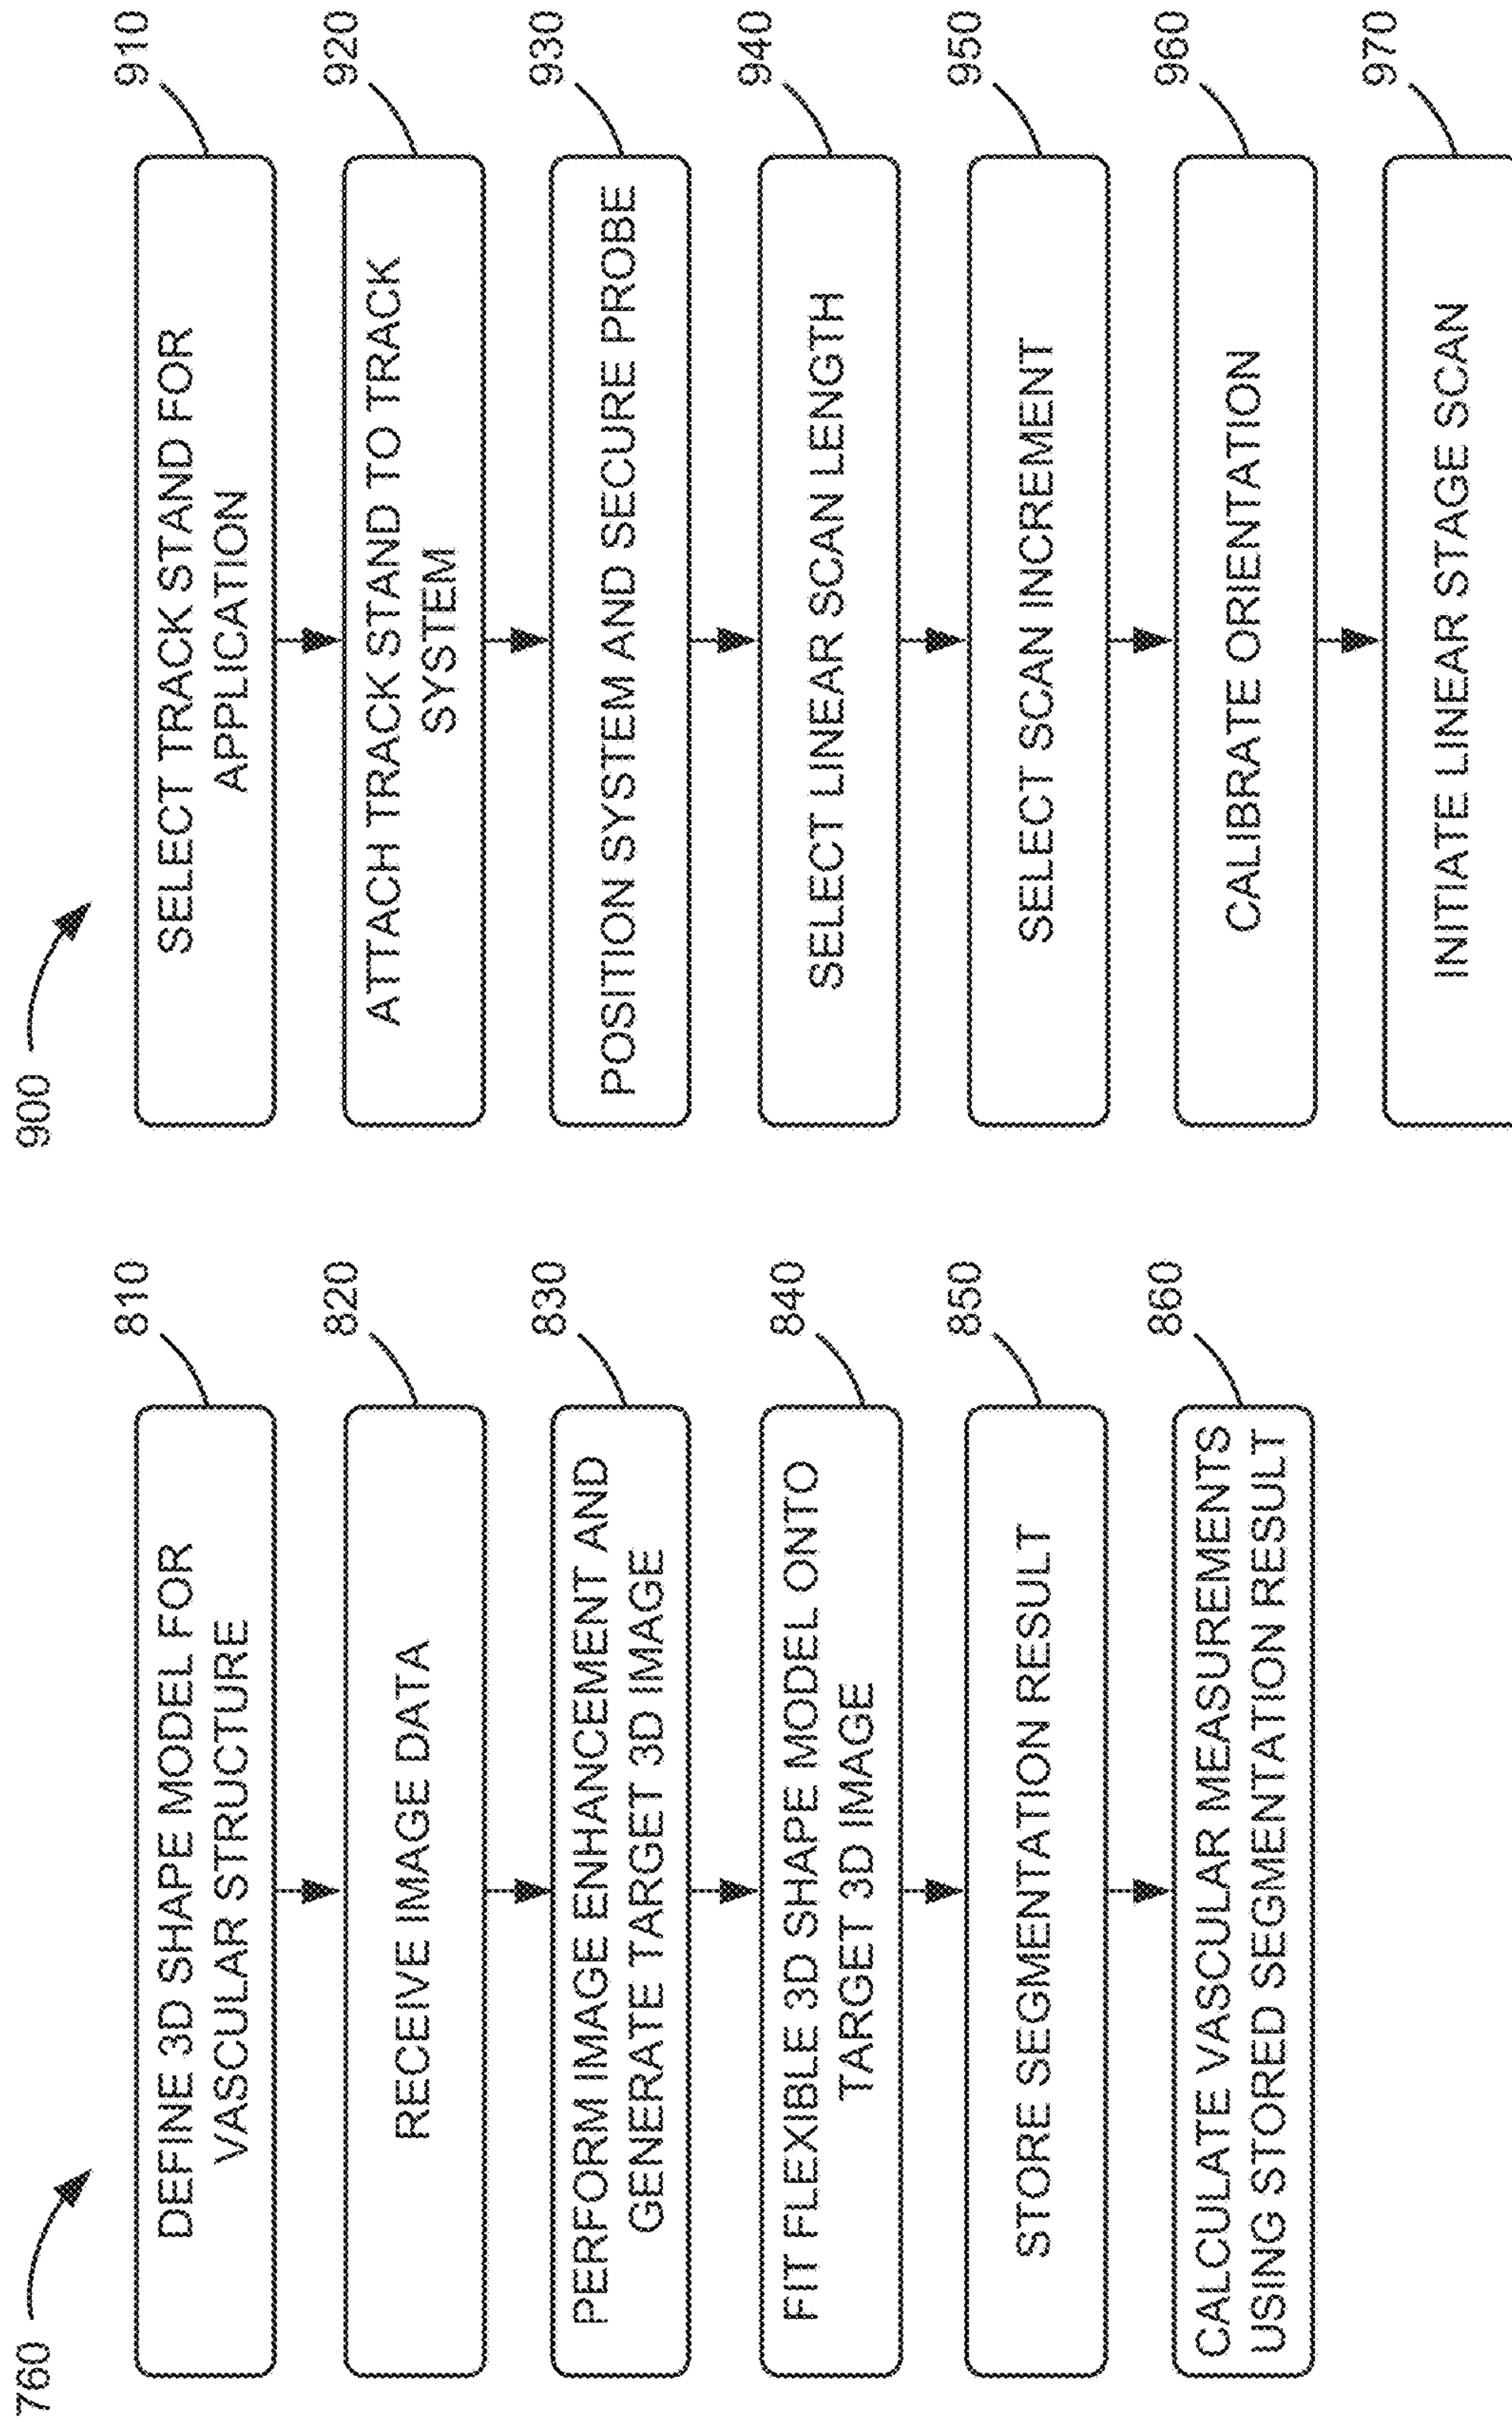 760
DEFINE 3D SHAPE MODEL FOR
VASCULAR STRUCTURE
810
RECEIVE IMAGE DATA
820
PERFORM IMAGE ENHANCEMENT AND
GENERATE TARGET 3D IMAGE
830
FIT FLEXIBLE 3D SHAPE MODEL ONTO
TARGET 3D IMAGE
840
STORE SEGMENTATION RESULT
850
CALCULATE VASCULAR MEASUREMENTS
USING STORED SEGMENTATION RESULT
860
900
SELECT TRACK STAND FOR
APPLICATION
910
ATTACH TRACK STAND TO TRACK
SYSTEM
920
POSITION SYSTEM AND SECURE PROBE
930
SELECT LINEAR SCAN LENGTH
940
SELECT SCAN INCREMENT
950
CALIBRATE ORIENTATION
960
INITIATE LINEAR STAGE SCAN
970